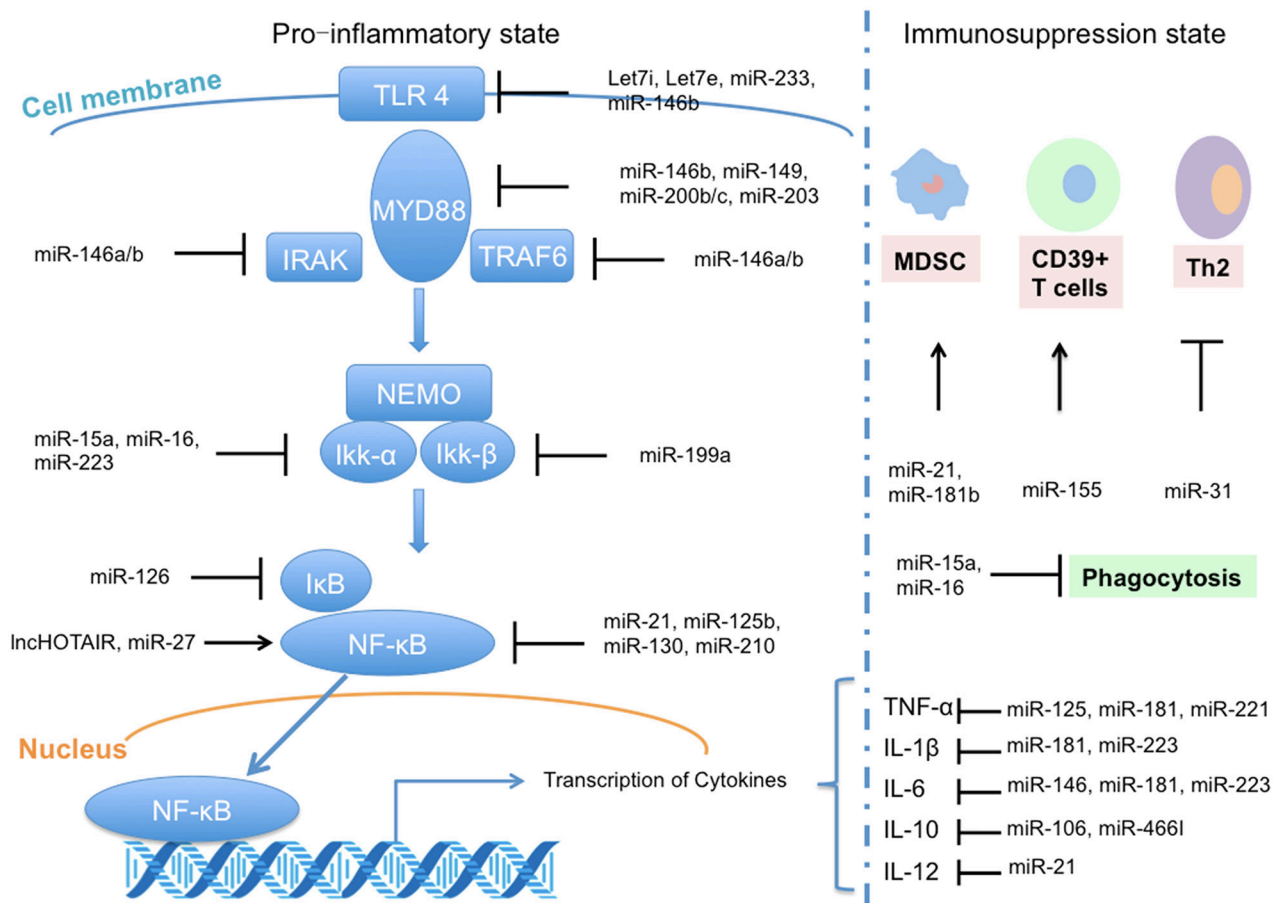 Pro-inflammatory state
Cell membrane
TLR 4
Let7i, Let7e, miR-233,
miR-146b
MYD88
miR-146b, miR-149,
miR-200b/c, miR-203
miR-146a/b
IRAK
TRAF6
miR-146a/b
NEMO
miR-15a, miR-16,
miR-223
Ikk-α
Ikk-β
miR-199a
miR-126
IκB
lncHOTAIR, miR-27
NF-κB
miR-21, miR-125b,
miR-130, miR-210
Nucleus
NF-κB
Transcription of Cytokines
Immunosuppression state
MDSC
CD39+
T cells
Th2
miR-21,
miR-181b
miR-155
miR-31
miR-15a,
miR-16
Phagocytosis
TNF-α
miR-125, miR-181, miR-221
IL-1β
miR-181, miR-223
IL-6
miR-146, miR-181, miR-223
IL-10
miR-106, miR-466l
IL-12
miR-21